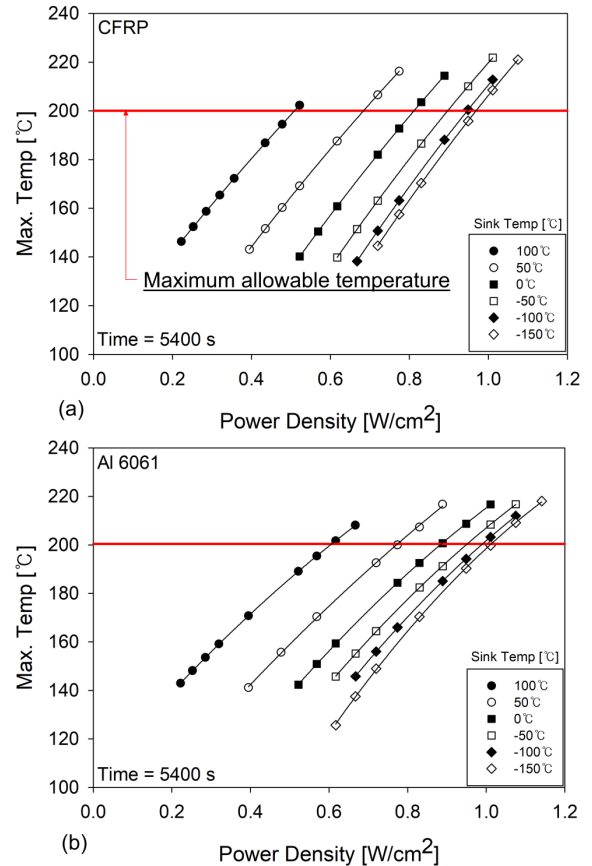 CFRP
240
220
200
180
160
140
120
100
Max. Temp [℃]
Maximum allowable temperature
Time = 5400 s
Sink Temp [℃]
100℃
50℃
0℃
-50℃
-100℃
-150℃
0.0 0.2 0.4 0.6 0.8 1.0 1.2
(a)
Power Density [W/cm²]
Al 6061
240
220
200
180
160
140
120
100
Max. Temp [℃]
Time = 5400 s
Sink Temp [℃]
100℃
50℃
0℃
-50℃
-100℃
-150℃
0.0 0.2 0.4 0.6 0.8 1.0 1.2
(b)
Power Density [W/cm²]